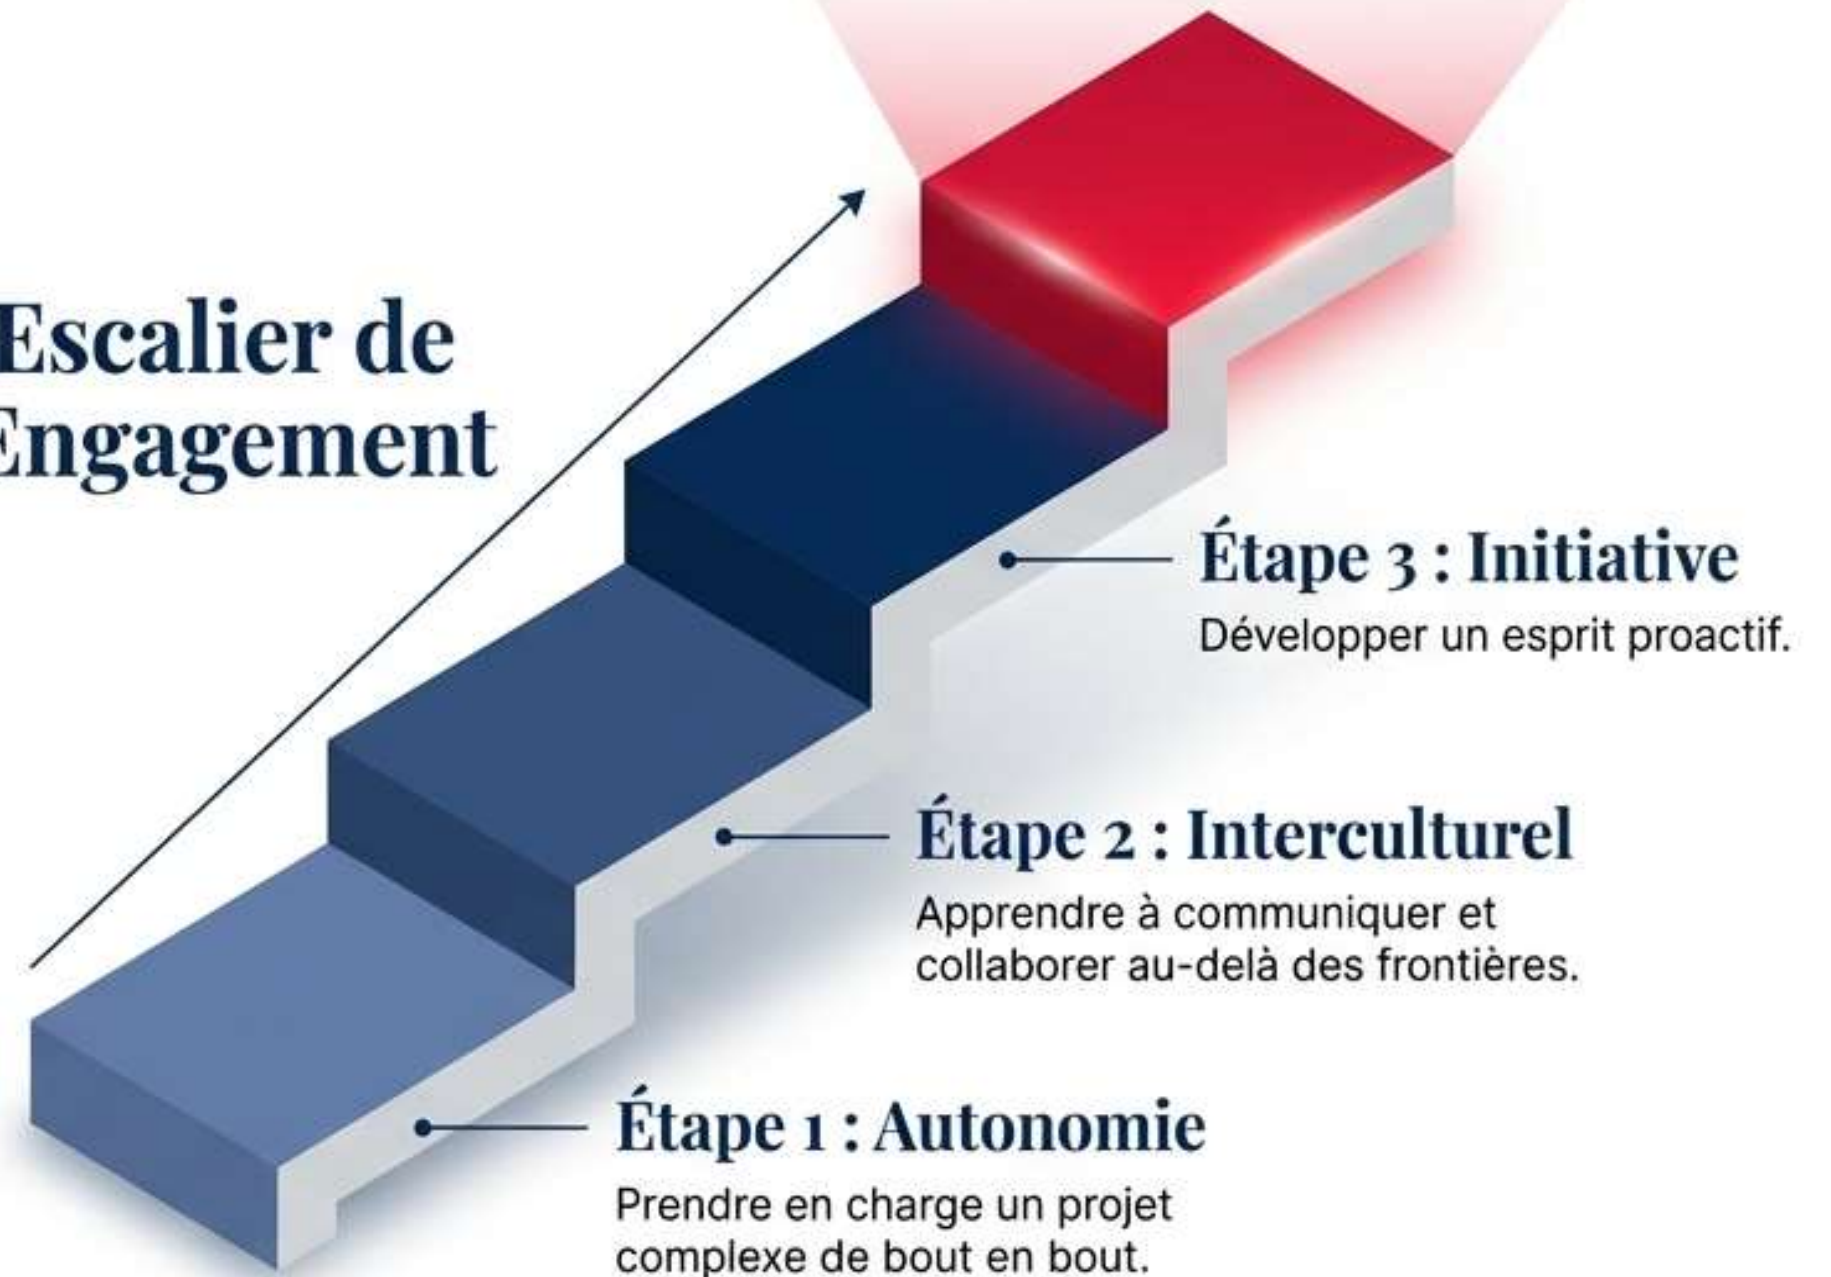 Escalier de
Engagement
Étape 3 : Initiative
Développer un esprit proactif.
Étape 2 : Interculturel
Apprendre à communiquer et
collaborer au-delà des frontières.
Étape 1 : Autonomie
Prendre en charge un projet
complexe de bout en bout.